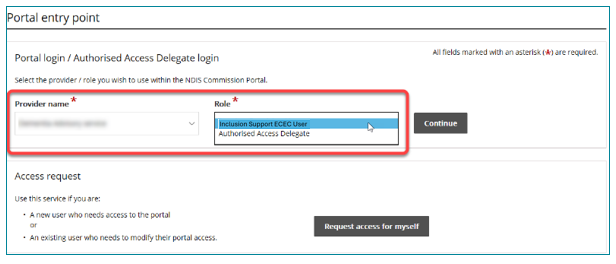 Portal entry point
All fields marked with an asterisk (*) are required.
Portal login / Authorised Access Delegate login
Select the provider / role you wish to use within the NDIS Commission Portal.
Provider name *
Role *
Inclusion Support ECEC User
Authorised Access Delegate
Continue
Access request
Use this service if you are:
• A new user who needs access to the portal
or
• An existing user who needs to modify their portal access.
Request access for myself